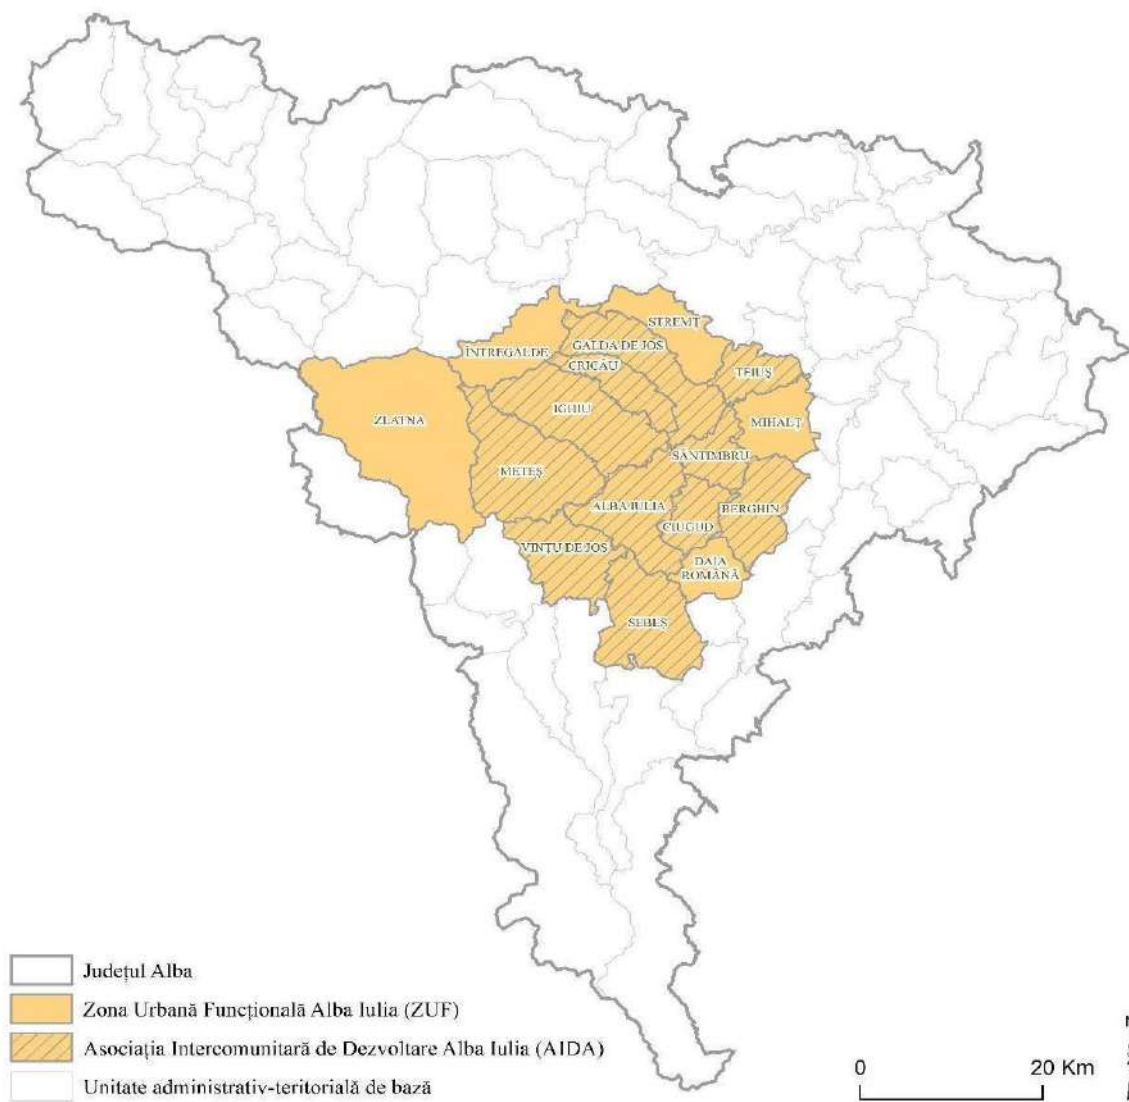 STREMȚ
GALDA DE JOS
ÎNTREGALDE
CRICĂU
TEIUȘ
IGHIU
ZLATNA
MIHALȚ
SÂNTIMBRU
METEȘ
ALBA IULIA
BERGHIN
CIUGUD
VINȚU DE JOS
DAIA
ROMÂNĂ
SEBEȘ
Județul Alba
Zona Urbană Funcțională Alba Iulia (ZUF)
Asociația Intercomunitară de Dezvoltare Alba Iulia (AIDA)
Unitate administrativ-teritorială de bază
0 20 Km